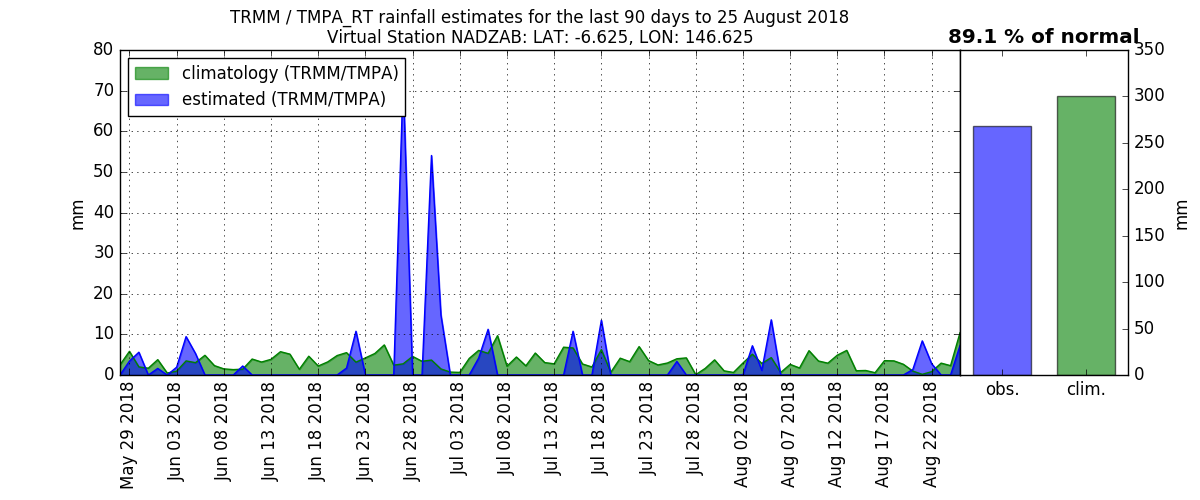 TRMM / TMPA_RT rainfall estimates for the last 90 days to 25 August 2018
Virtual Station NADZAB: LAT: -6.625, LON: 146.625
89.1 % of normal
climatology (TRMM/TMPA)
estimated (TRMM/TMPA)
mm
80
70
60
50
40
30
20
10
0
May 29 2018
Jun 03 2018
Jun 08 2018
Jun 13 2018
Jun 18 2018
Jun 23 2018
Jun 28 2018
Jul 03 2018
Jul 08 2018
Jul 13 2018
Jul 18 2018
Jul 23 2018
Jul 28 2018
Aug 02 2018
Aug 07 2018
Aug 12 2018
Aug 17 2018
Aug 22 2018
obs.
clim.
350
300
250
200
150
100
50
0
mm